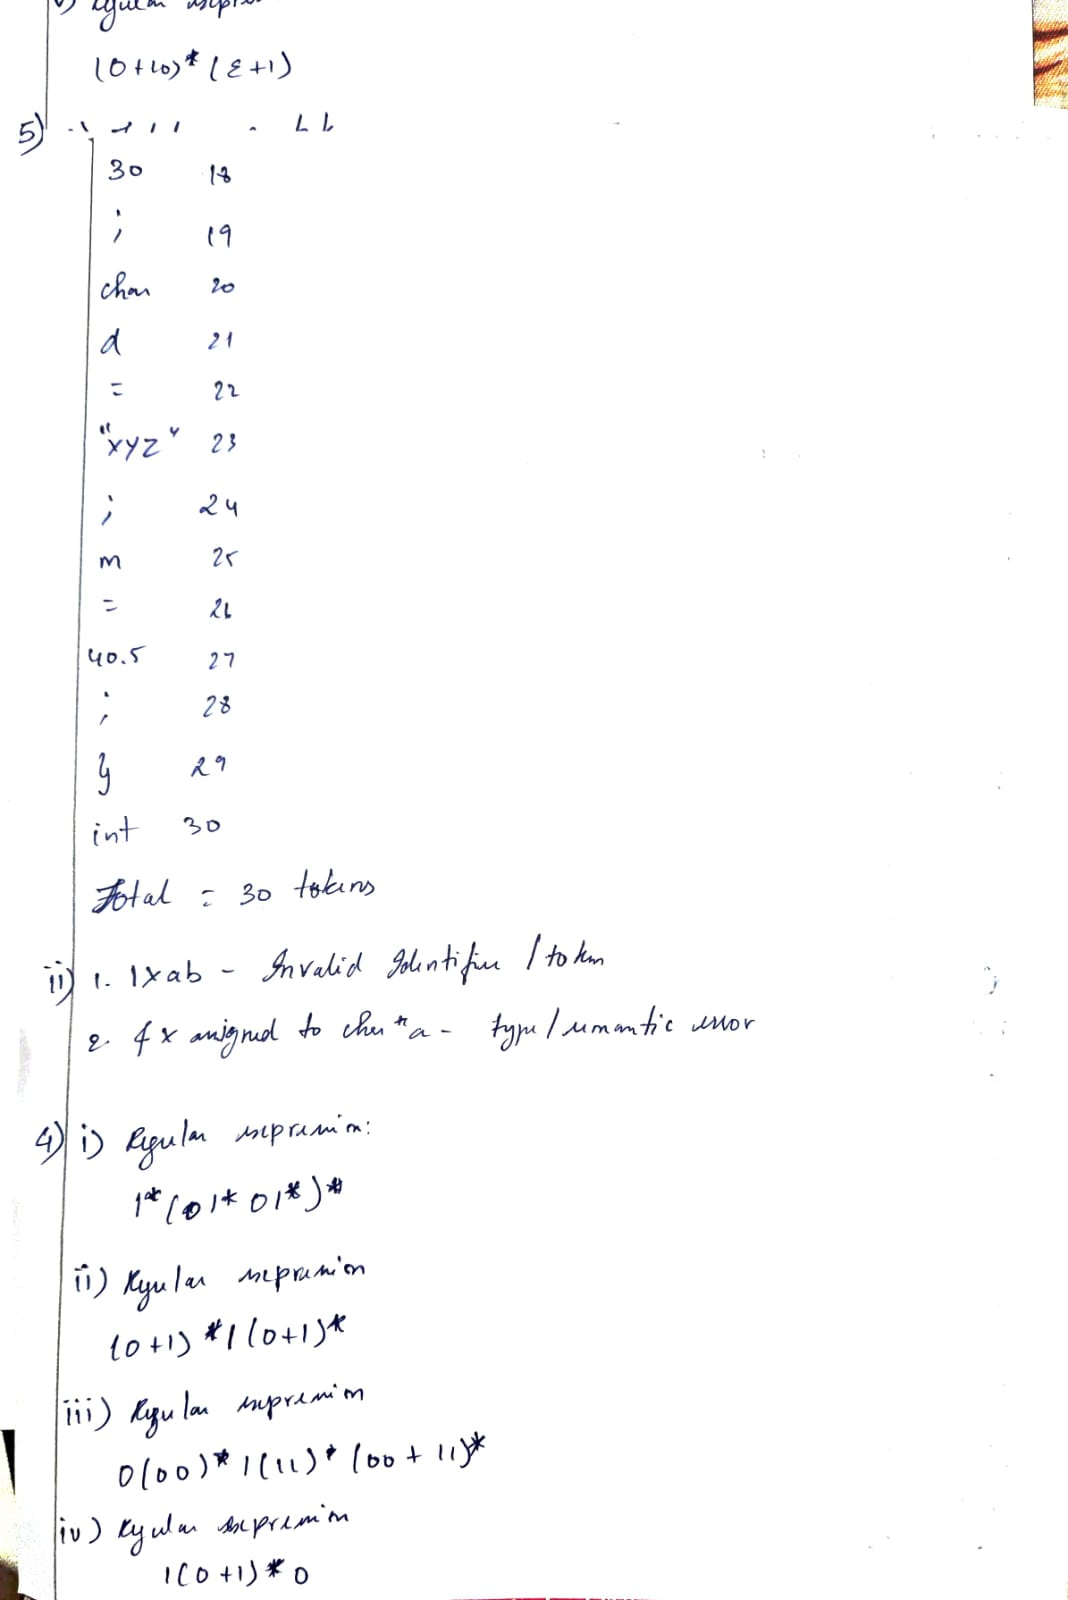 (0+10)* (ε+1)
5)
30 18
; 19
char 20
d 21
= 22
"xyz" 23
; 24
m 25
= 26
40.5 27
; 28
} 29
int 30
Total = 30 tokens
ii) 1. 1xab - Invalid Identifier / token
2. 4x assigned to char *a - type / semantic error
4) i) Regular expression:
1*(01*01*)*
ii) Regular expression
(0+1)*1(0+1)*
iii) Regular expression
0(00)*1(11)*(00+11)*
iv) Regular expression
1(0+1)*0